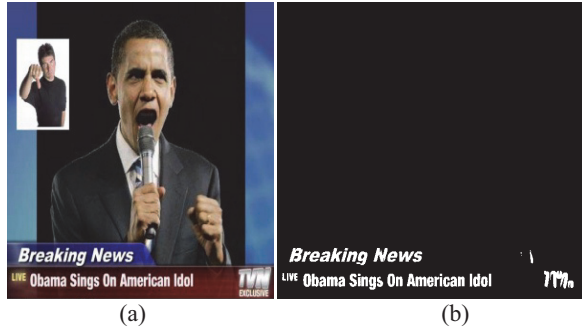 Breaking News
LIVE Obama Sings On American Idol
TVN
EXCLUSIVE
Breaking News
LIVE Obama Sings On American Idol
(a)
(b)